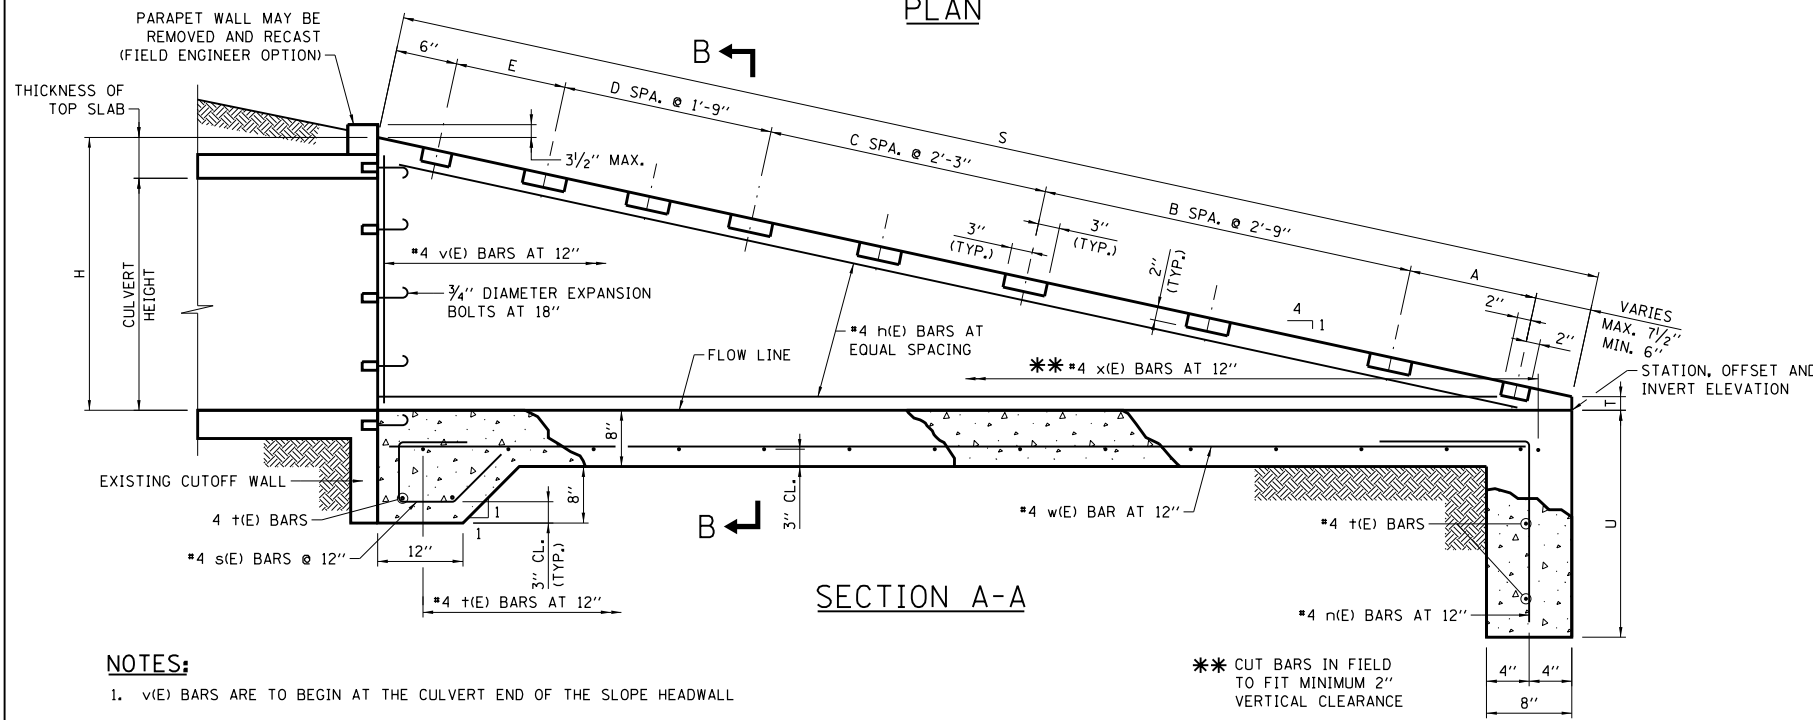 PLAN
PARAPET WALL MAY BE
REMOVED AND RECAST
(FIELD ENGINEER OPTION)
THICKNESS OF
TOP SLAB
6"
E
D SPA. @ 1'-9"
C SPA. @ 2'-3"
S
B SPA. @ 2'-9"
A
B
3½" MAX.
3"
(TYP.)
3"
(TYP.)
2"
(TYP.)
4
1
2"
2"
VARIES
MAX. 7½"
MIN. 6"
STATION, OFFSET AND
INVERT ELEVATION
T
H
CULVERT
HEIGHT
#4 v(E) BARS AT 12"
¾" DIAMETER EXPANSION
BOLTS AT 18"
#4 h(E) BARS AT
EQUAL SPACING
FLOW LINE
** #4 x(E) BARS AT 12"
8"
EXISTING CUTOFF WALL
4 t(E) BARS
#4 s(E) BARS @ 12"
12"
1
1
8"
3" CL.
(TYP.)
#4 t(E) BARS AT 12"
B
3" CL.
#4 w(E) BAR AT 12"
#4 t(E) BARS
U
#4 n(E) BARS AT 12"
4"
4"
8"
SECTION A-A
NOTES:
1. v(E) BARS ARE TO BEGIN AT THE CULVERT END OF THE SLOPE HEADWALL
** CUT BARS IN FIELD
TO FIT MINIMUM 2"
VERTICAL CLEARANCE